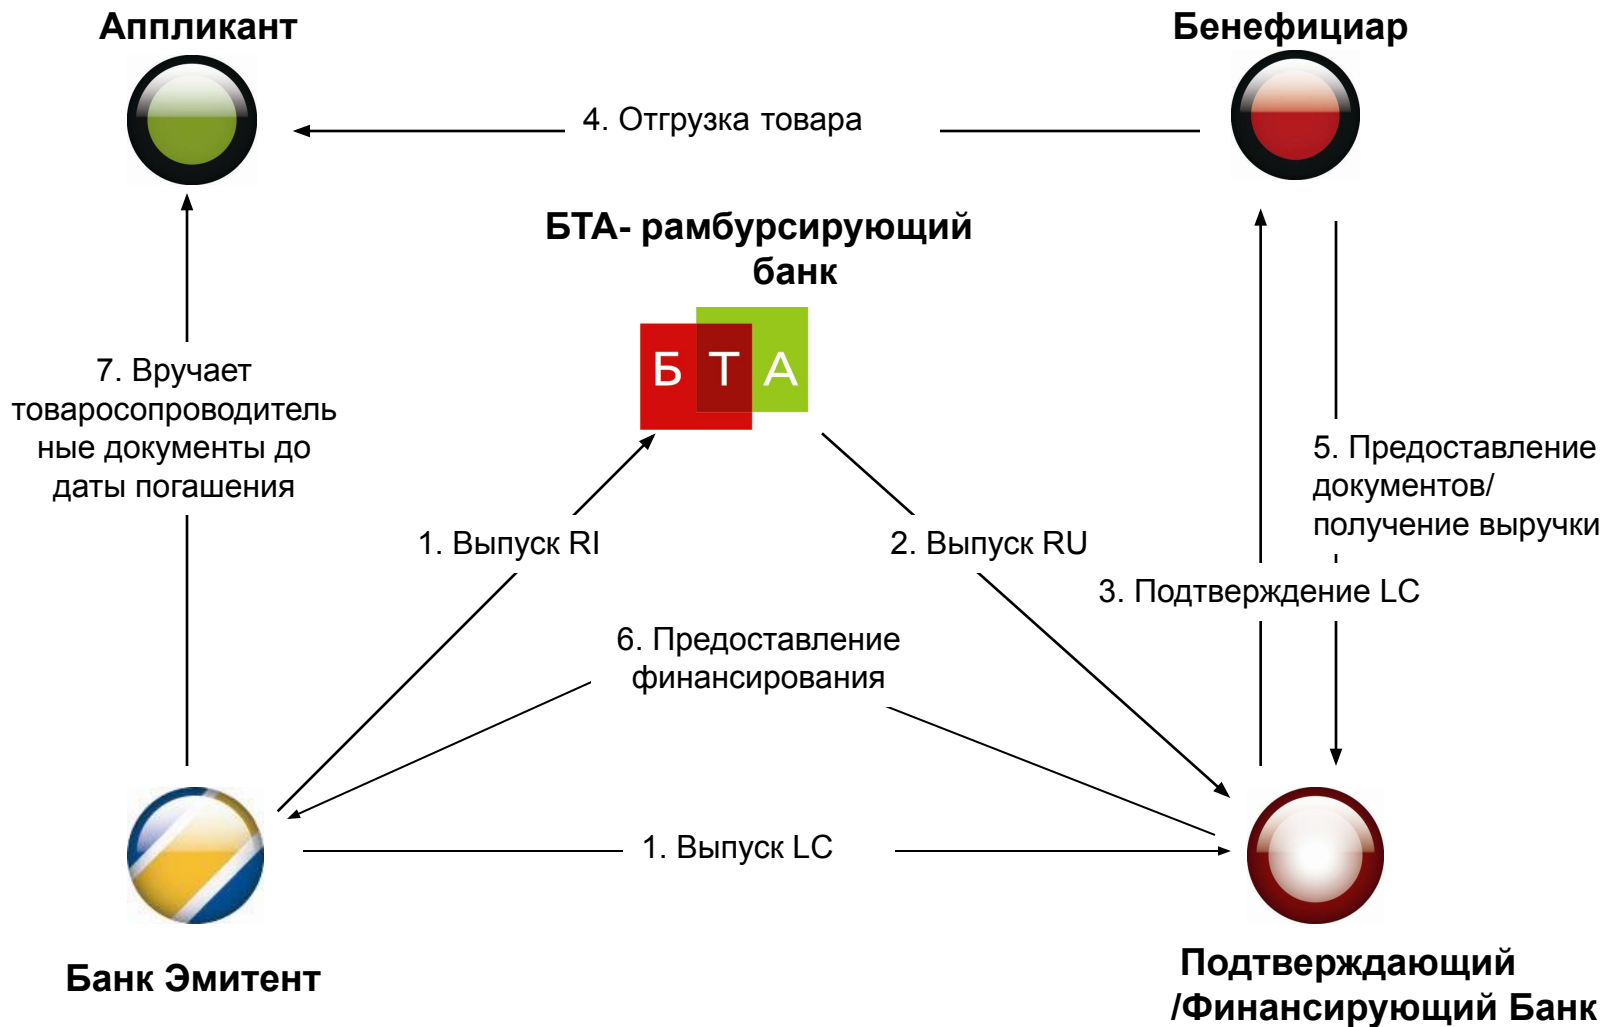 Аппликант
Бенефициар
4. Отгрузка товара
БТА- рамбурсирующий
банк
Б Т А
7. Вручает
товаросопроводитель
ные документы до
даты погашения
5. Предоставление
документов/
получение выручки
1. Выпуск RI
2. Выпуск RU
3. Подтверждение LC
6. Предоставление
финансирования
1. Выпуск LC
Банк Эмитент
Подтверждающий
/Финансирующий Банк